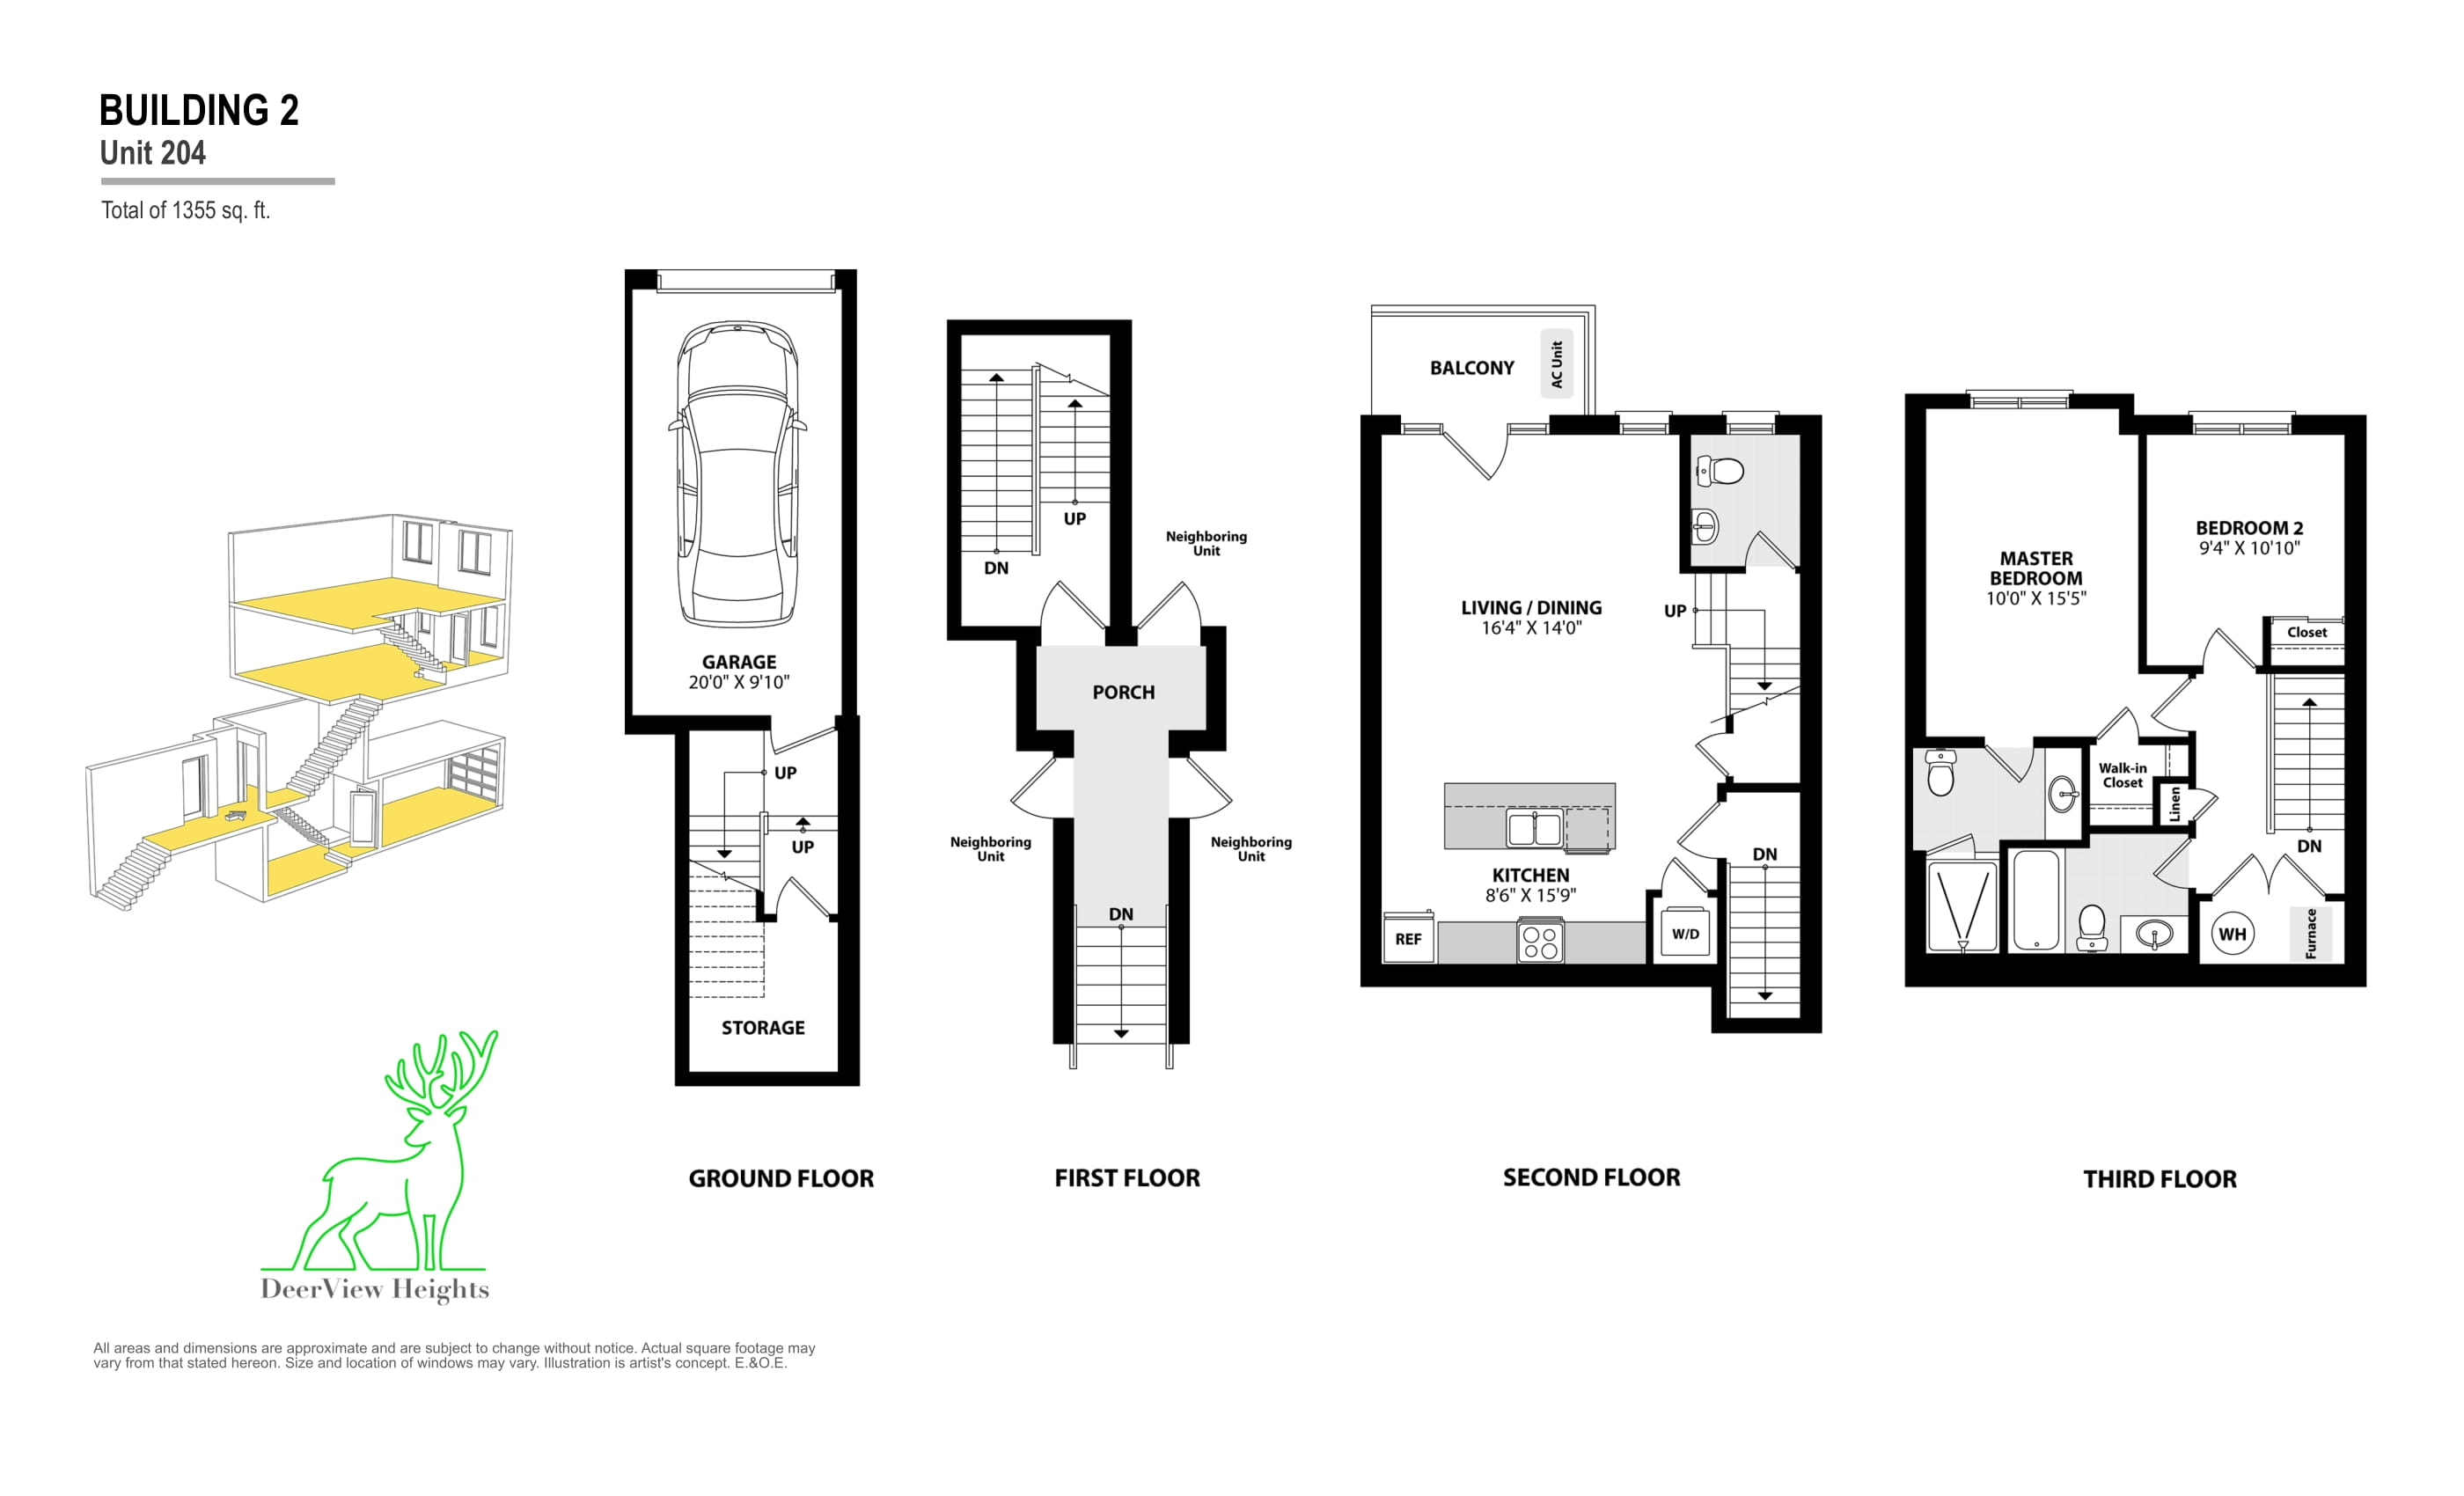 BUILDING 2
Unit 204
Total of 1355 sq. ft.
GARAGE
20'0" X 9'10"
UP
UP
STORAGE
GROUND FLOOR
UP
DN
Neighboring
Unit
PORCH
Neighboring
Unit
Neighboring
Unit
DN
FIRST FLOOR
BALCONY
AC Unit
LIVING / DINING
16'4" X 14'0"
UP
KITCHEN
8'6" X 15'9"
DN
REF
W/D
SECOND FLOOR
MASTER
BEDROOM
10'0" X 15'5"
BEDROOM 2
9'4" X 10'10"
Closet
Walk-in
Closet
Linen
DN
WH
Furnace
THIRD FLOOR
DeerView Heights
All areas and dimensions are approximate and are subject to change without notice. Actual square footage may
vary from that stated hereon. Size and location of windows may vary. Illustration is artist's concept. E.&O.E.